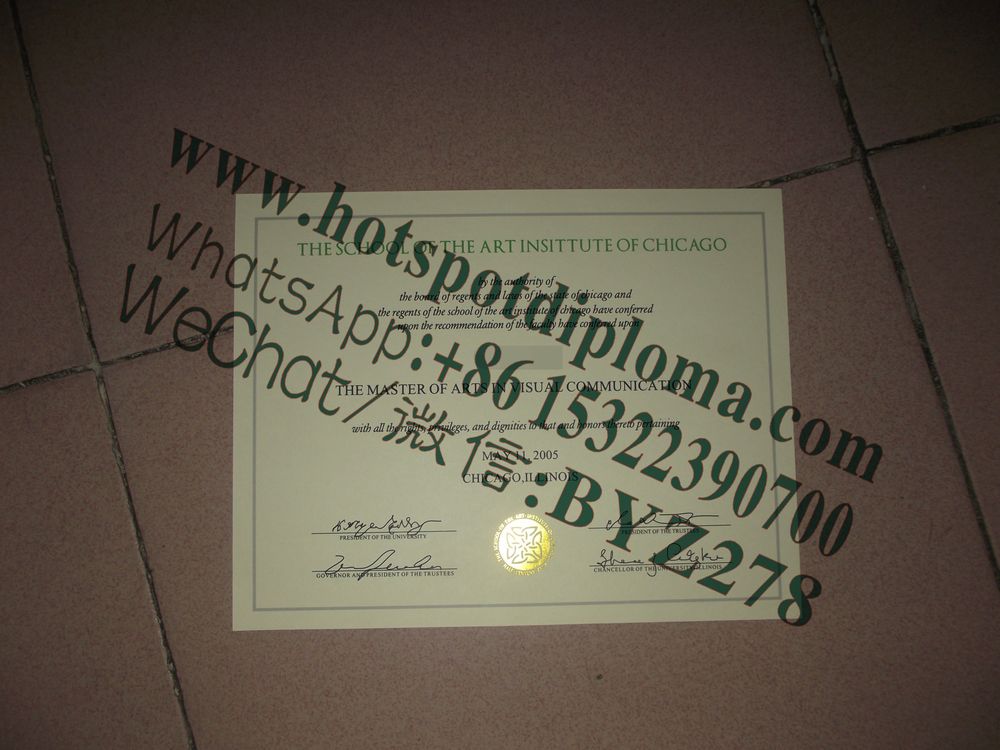 www.hotspotdiploma.com
WhatsApp:+86 15322390700
WeChat/微信:BYZ278
THE SCHOOL OF THE ART INSITTUTE OF CHICAGO
by the authority of
the board of regents and laws of the state of chicago and
the regents of the school of the art institute of chicago have conferred
upon the recommendation of the faculty have conferred upon
THE MASTER OF ARTS IN VISUAL COMMUNICATION
with all the rights, privileges, and dignities to that and honors thereto pertaining
MAY 11, 2005
CHICAGO,ILLINOIS
PRESIDENT OF THE UNIVERSITY
PRESIDENT OF THE TRUSTEES
GOVERNOR AND PRESIDENT OF THE TRUSTEES
CHANCELLOR OF THE UNIVERSITY ILLINOIS